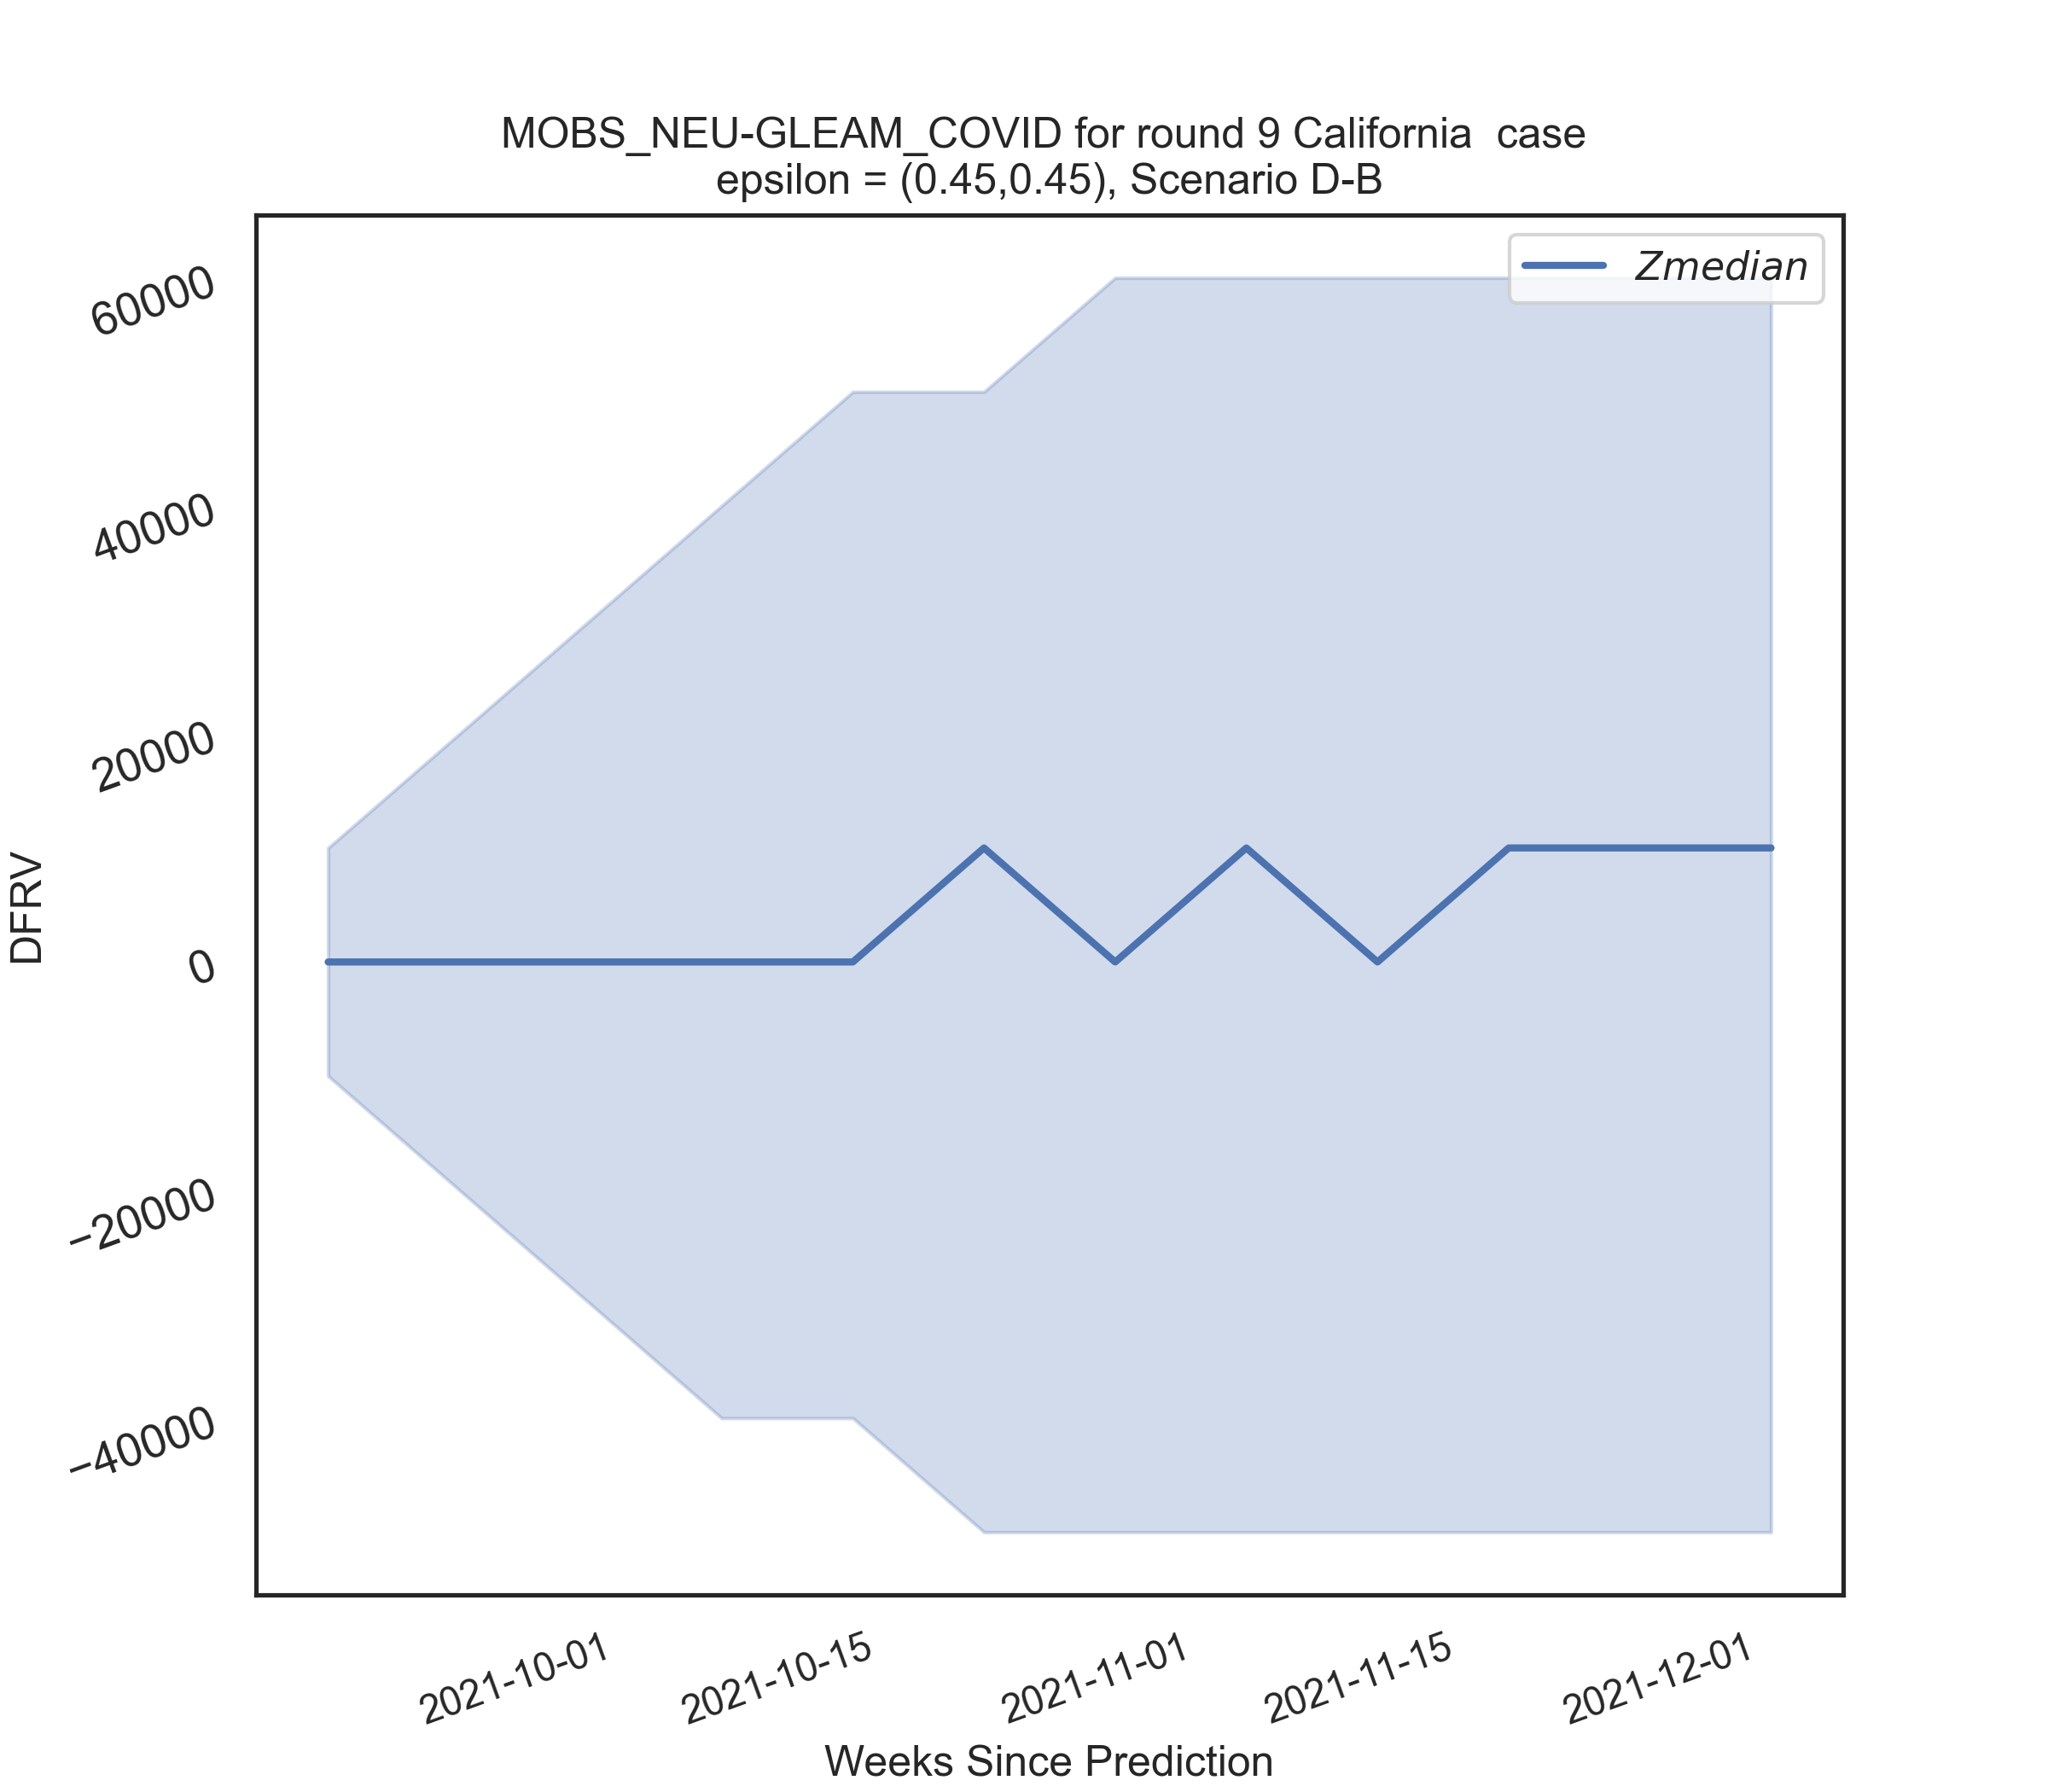 MOBS_NEU-GLEAM_COVID for round 9 California  case
epsilon = (0.45,0.45), Scenario D-B
Zmedian
60000
40000
20000
0
−20000
−40000
DFRV
2021-10-01
2021-10-15
2021-11-01
2021-11-15
2021-12-01
Weeks Since Prediction